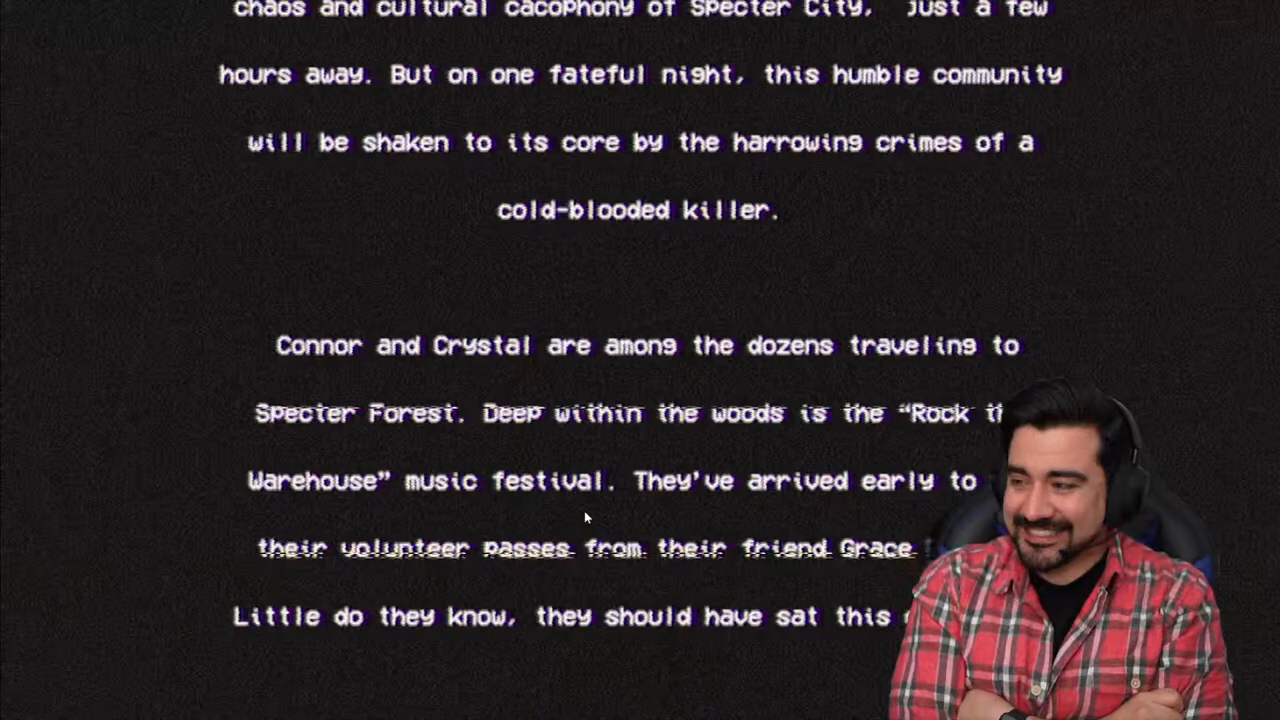 chaos and cultural cacophony of Specter City, just a few
hours away. But on one fateful night, this humble community
will be shaken to its core by the harrowing crimes of a
cold-blooded killer.
Connor and Crystal are among the dozens traveling to
Specter Forest. Deep within the woods is the “Rock
Warehouse” music festival. They've arrived early to
their volunteer passes from their friend Grace
Little do they know, they should have sat this